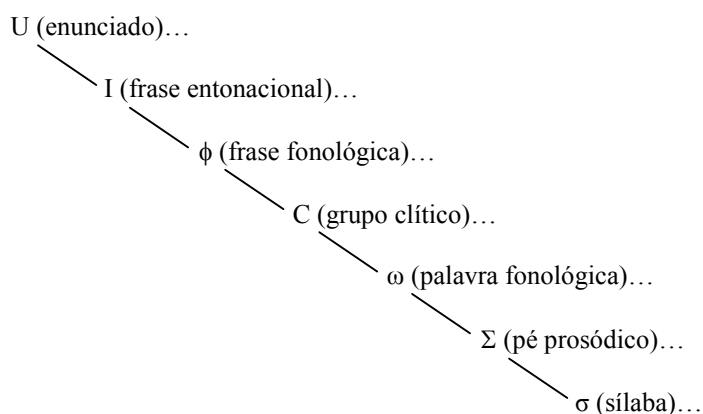 U (enunciado)…
I (frase entonacional)…
ϕ (frase fonológica)…
C (grupo clítico)…
ω (palavra fonológica)…
Σ (pé prosódico)…
σ (sílaba)…